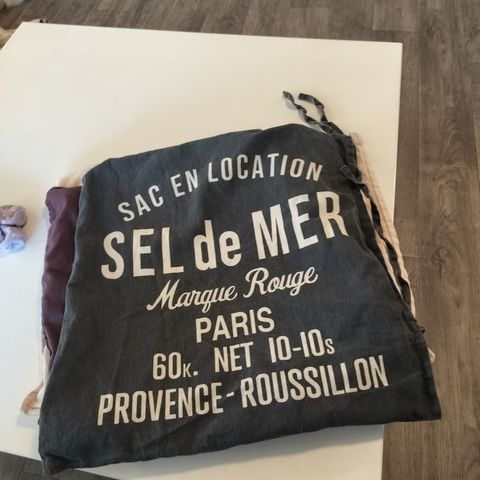 SAC EN LOCATION
SEL de MER
Marque Rouge
PARIS
60K. NET 10-10s
PROVENCE-ROUSSILLON